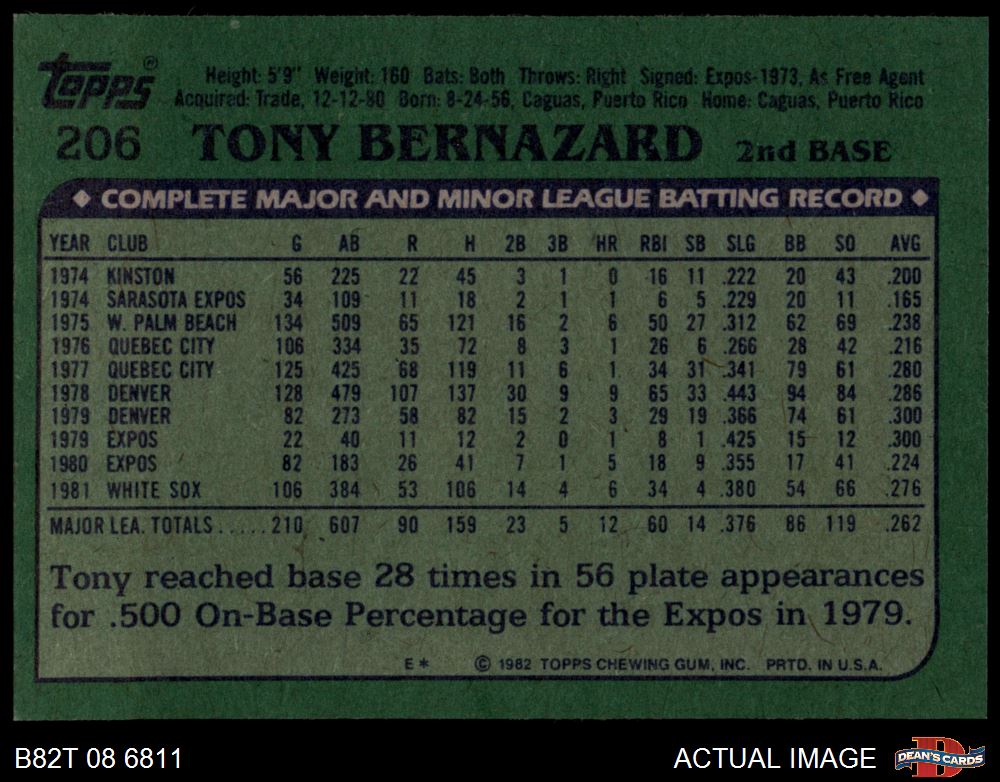 Topps®
Height: 5'9" Weight: 160 Bats: Both Throws: Right Signed: Expos-1973, As Free Agent
Acquired: Trade, 12-12-80 Born: 8-24-56, Caguas, Puerto Rico Home: Caguas, Puerto Rico
206 TONY BERNAZARD 2nd BASE
◆ COMPLETE MAJOR AND MINOR LEAGUE BATTING RECORD ◆
YEAR CLUB G AB R H 2B 3B HR RBI SB SLG BB SO AVG
1974 KINSTON 56 225 22 45 3 1 0 16 11 .222 20 43 .200
1974 SARASOTA EXPOS 34 109 11 18 2 1 1 6 5 .229 20 11 .165
1975 W. PALM BEACH 134 509 65 121 16 2 6 50 27 .312 62 69 .238
1976 QUEBEC CITY 106 334 35 72 8 3 1 26 6 .266 28 42 .216
1977 QUEBEC CITY 125 425 68 119 11 6 1 34 31 .341 79 61 .280
1978 DENVER 128 479 107 137 30 9 9 65 33 .443 94 84 .286
1979 DENVER 82 273 58 82 15 2 3 29 19 .366 74 61 .300
1979 EXPOS 22 40 11 12 2 0 1 8 1 .425 15 12 .300
1980 EXPOS 82 183 26 41 7 1 5 18 9 .355 17 41 .224
1981 WHITE SOX 106 384 53 106 14 4 6 34 4 .380 54 66 .276
MAJOR LEA. TOTALS.....210 607 90 159 23 5 12 60 14 .376 86 119 .262
Tony reached base 28 times in 56 plate appearances
for .500 On-Base Percentage for the Expos in 1979.
E* © 1982 TOPPS CHEWING GUM, INC. PRTD. IN U.S.A.
B82T 08 6811 ACTUAL IMAGE D DEAN'S CARDS